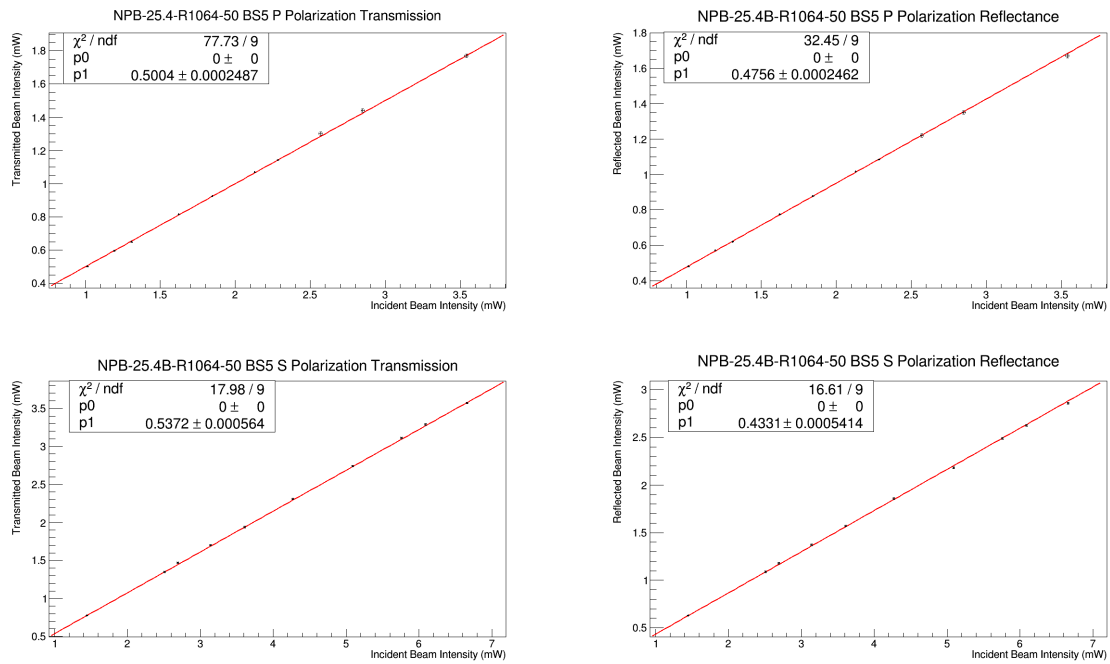 NPB-25.4-R1064-50 BS5 P Polarization Transmission
χ² / ndf 77.73 / 9
p0 0 ± 0
p1 0.5004 ± 0.0002487
Transmitted Beam Intensity (mW)
1.8
1.6
1.4
1.2
1
0.8
0.6
0.4
1 1.5 2 2.5 3 3.5
Incident Beam Intensity (mW)
NPB-25.4B-R1064-50 BS5 P Polarization Reflectance
χ² / ndf 32.45 / 9
p0 0 ± 0
p1 0.4756 ± 0.0002462
Reflected Beam Intensity (mW)
1.8
1.6
1.4
1.2
1
0.8
0.6
0.4
1 1.5 2 2.5 3 3.5
Incident Beam Intensity (mW)
NPB-25.4B-R1064-50 BS5 S Polarization Transmission
χ² / ndf 17.98 / 9
p0 0 ± 0
p1 0.5372 ± 0.000564
Transmitted Beam Intensity (mW)
3.5
3
2.5
2
1.5
1
0.5
1 2 3 4 5 6 7
Incident Beam Intensity (mW)
NPB-25.4B-R1064-50 BS5 S Polarization Reflectance
χ² / ndf 16.61 / 9
p0 0 ± 0
p1 0.4331 ± 0.0005414
Reflected Beam Intensity (mW)
3
2.5
2
1.5
1
0.5
1 2 3 4 5 6 7
Incident Beam Intensity (mW)